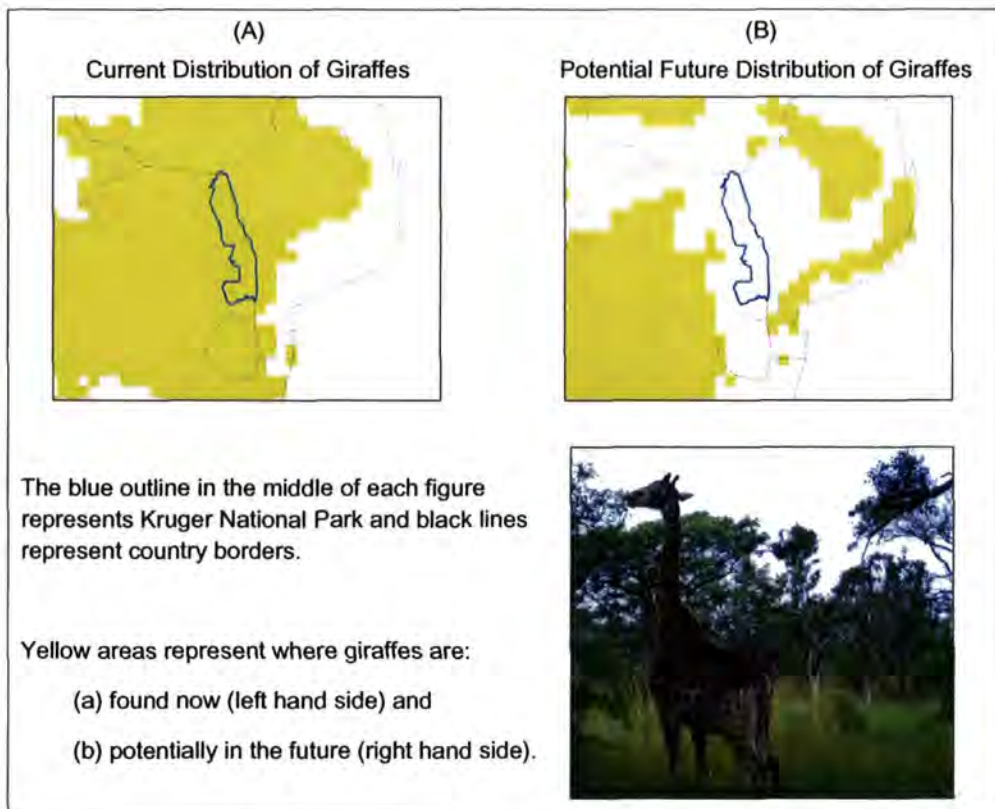 (A)
Current Distribution of Giraffes
(B)
Potential Future Distribution of Giraffes
The blue outline in the middle of each figure
represents Kruger National Park and black lines
represent country borders.
Yellow areas represent where giraffes are:
(a) found now (left hand side) and
(b) potentially in the future (right hand side).